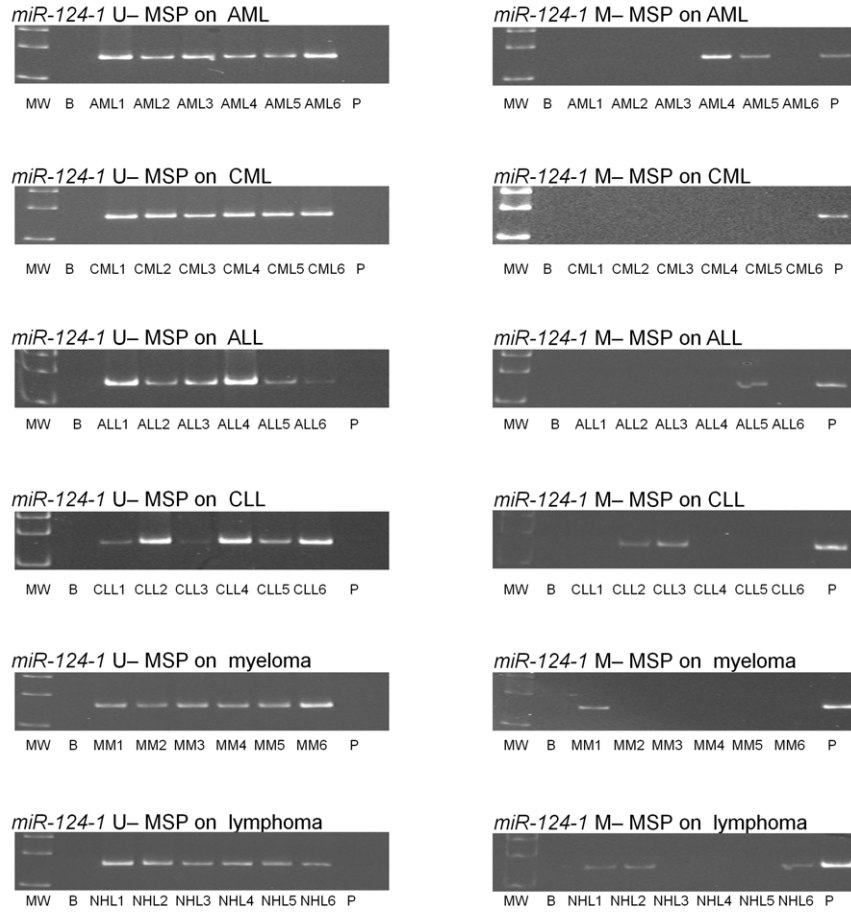 miR-124-1 U– MSP on AML
MW B AML1 AML2 AML3 AML4 AML5 AML6 P
miR-124-1 M– MSP on AML
MW B AML1 AML2 AML3 AML4 AML5 AML6 P
miR-124-1 U– MSP on CML
MW B CML1 CML2 CML3 CML4 CML5 CML6 P
miR-124-1 M– MSP on CML
MW B CML1 CML2 CML3 CML4 CML5 CML6 P
miR-124-1 U– MSP on ALL
MW B ALL1 ALL2 ALL3 ALL4 ALL5 ALL6 P
miR-124-1 M– MSP on ALL
MW B ALL1 ALL2 ALL3 ALL4 ALL5 ALL6 P
miR-124-1 U– MSP on CLL
MW B CLL1 CLL2 CLL3 CLL4 CLL5 CLL6 P
miR-124-1 M– MSP on CLL
MW B CLL1 CLL2 CLL3 CLL4 CLL5 CLL6 P
miR-124-1 U– MSP on myeloma
MW B MM1 MM2 MM3 MM4 MM5 MM6 P
miR-124-1 M– MSP on myeloma
MW B MM1 MM2 MM3 MM4 MM5 MM6 P
miR-124-1 U– MSP on lymphoma
MW B NHL1 NHL2 NHL3 NHL4 NHL5 NHL6 P
miR-124-1 M– MSP on lymphoma
MW B NHL1 NHL2 NHL3 NHL4 NHL5 NHL6 P